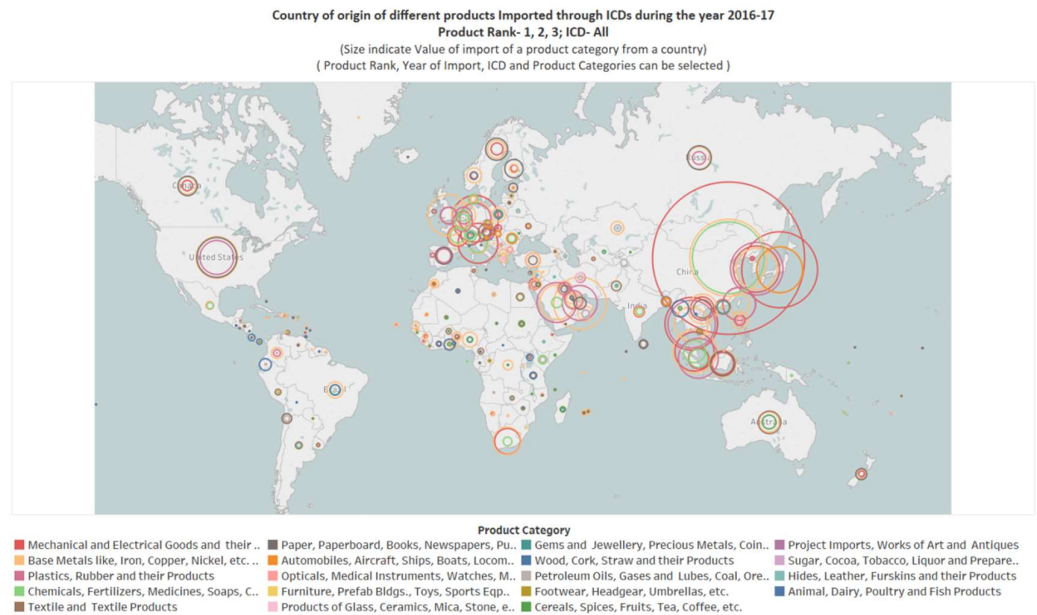 Country of origin of different products Imported through ICDs during the year 2016-17
Product Rank- 1, 2, 3; ICD- All
(Size indicate Value of import of a product category from a country)
( Product Rank, Year of Import, ICD and Product Categories can be selected )
Russia
Canada
United States
China
India
Brazil
Australia
Product Category
Mechanical and Electrical Goods and their ..
Paper, Paperboard, Books, Newspapers, Pu..
Gems and Jewellery, Precious Metals, Coin..
Project Imports, Works of Art and Antiques
Base Metals like, Iron, Copper, Nickel, etc. ..
Automobiles, Aircraft, Ships, Boats, Locom..
Wood, Cork, Straw and their Products
Sugar, Cocoa, Tobacco, Liquor and Prepare..
Plastics, Rubber and their Products
Opticals, Medical Instruments, Watches, M..
Petroleum Oils, Gases and Lubes, Coal, Ore..
Hides, Leather, Furskins and their Products
Chemicals, Fertilizers, Medicines, Soaps, C..
Furniture, Prefab Bldgs., Toys, Sports Eqp..
Footwear, Headgear, Umbrellas, etc.
Animal, Dairy, Poultry and Fish Products
Textile and Textile Products
Products of Glass, Ceramics, Mica, Stone, e..
Cereals, Spices, Fruits, Tea, Coffee, etc.